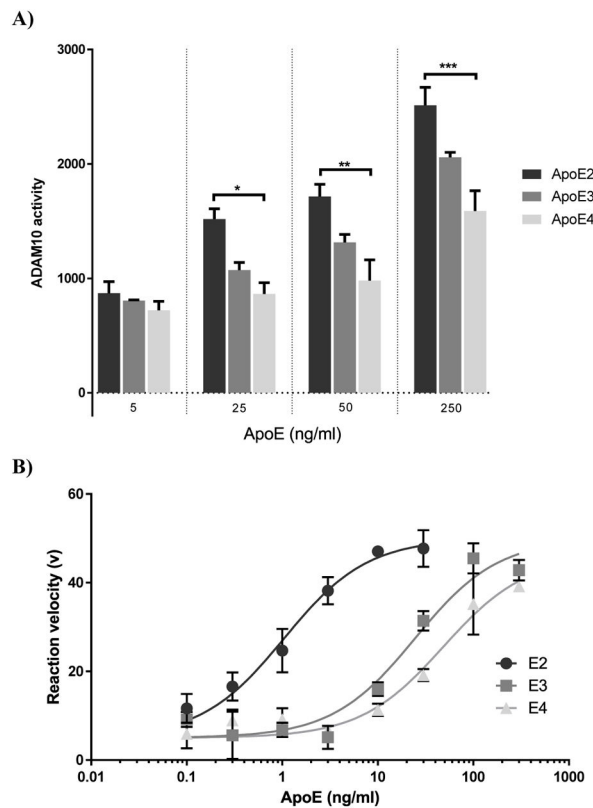 A)
3000
2000
1000
0
ADAM10 activity
*
**
***
ApoE2
ApoE3
ApoE4
5 25 50 250
ApoE (ng/ml)
B)
60
40
20
0
Reaction velocity (v)
E2
E3
E4
0.01 0.1 1 10 100 1000
ApoE (ng/ml)